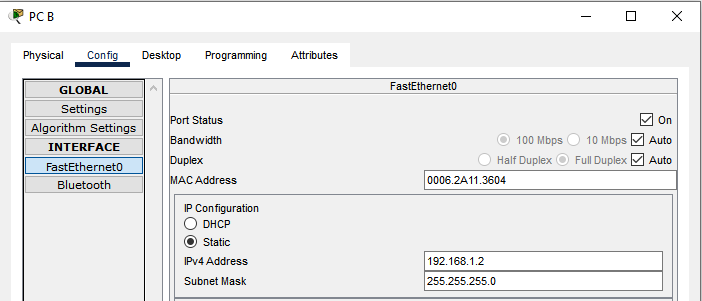 PC B
Physical Config Desktop Programming Attributes
GLOBAL
Settings
Algorithm Settings
INTERFACE
FastEthernet0
Bluetooth
FastEthernet0
Port Status On
Bandwidth 100 Mbps 10 Mbps Auto
Duplex Half Duplex Full Duplex Auto
MAC Address 0006.2A11.3604
IP Configuration
DHCP
Static
IPv4 Address 192.168.1.2
Subnet Mask 255.255.255.0